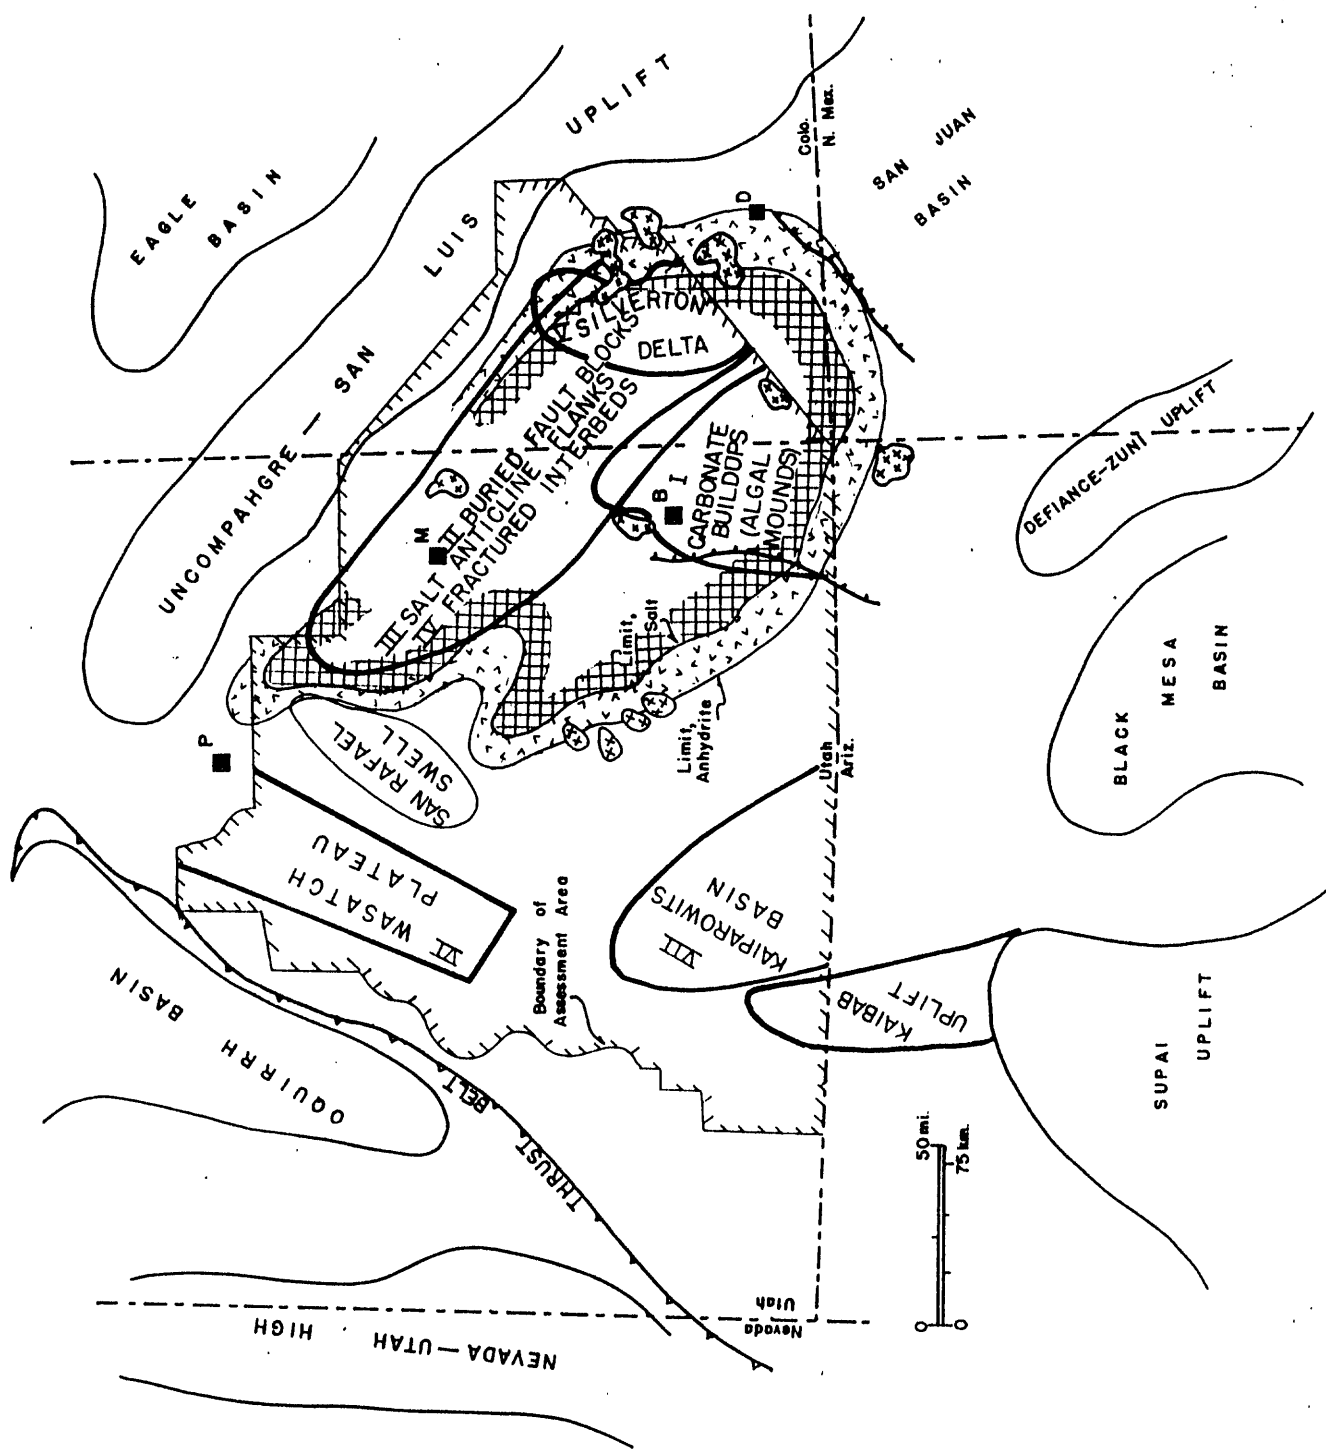 EAGLE
BASIN
UNCOMPAHGRE — SAN LUIS UPLIFT
Colo.
N. Mex.
SAN JUAN
BASIN
D
V SILVERTON
DELTA
II BURIED FAULT BLOCKS
III SALT ANTICLINE FLANKS
IV FRACTURED INTERBEDS
M
B
I
CARBONATE
BUILDUPS
(ALGAL
MOUNDS)
DEFIANCE-ZUNI UPLIFT
Limit,
Salt
Limit,
Anhydrite
P
SAN RAFAEL
SWELL
BLACK MESA
BASIN
Utah
Ariz.
VI
WASATCH
PLATEAU
Boundary of
Assessment Area
VII
KAIPAROWITS
BASIN
KAIBAB
UPLIFT
SUPAI
UPLIFT
OQUIRRH BASIN
THRUST BELT
50 mi.
75 km.
0
0
Nevada
Utah
NEVADA — UTAH HIGH